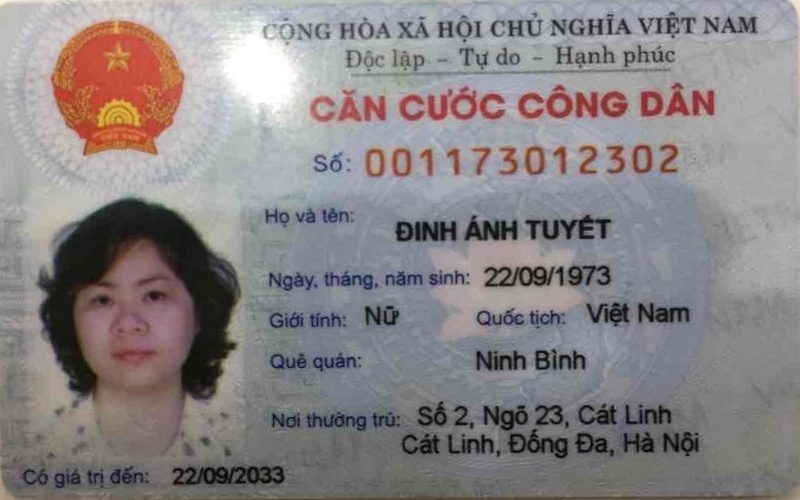 CỘNG HÒA XÃ HỘI CHỦ NGHĨA VIỆT NAM
Độc lập - Tự do - Hạnh phúc
CĂN CƯỚC CÔNG DÂN
Số: 001173012302
Họ và tên:
ĐINH ÁNH TUYẾT
Ngày, tháng, năm sinh: 22/09/1973
Giới tính: Nữ Quốc tịch: Việt Nam
Quê quán: Ninh Bình
Nơi thường trú: Số 2, Ngõ 23, Cát Linh
Cát Linh, Đống Đa, Hà Nội
Có giá trị đến: 22/09/2033